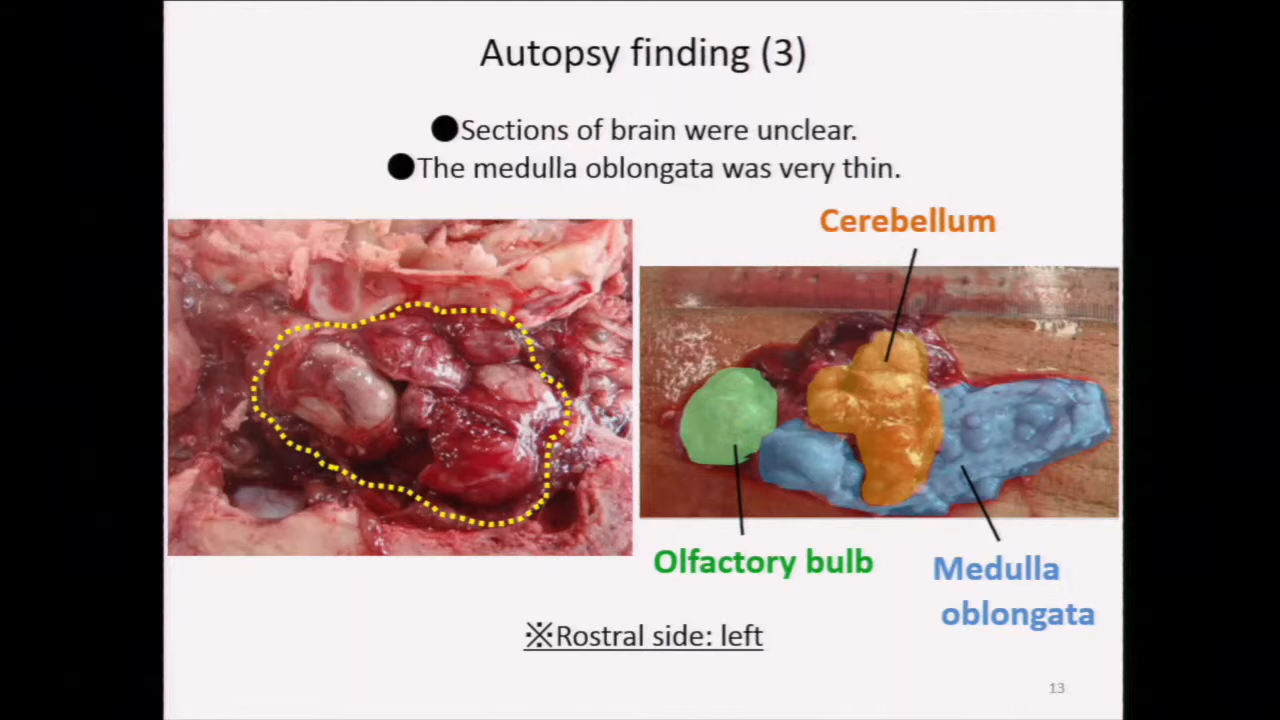 Autopsy finding (3)
●Sections of brain were unclear.
●The medulla oblongata was very thin.
Cerebellum
Olfactory bulb
Medulla
oblongata
※Rostral side: left
13